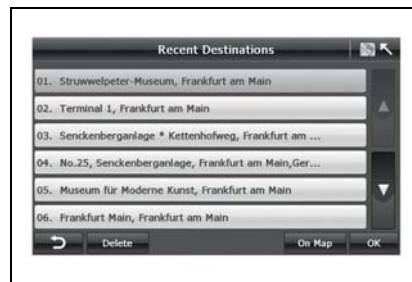 Recent Destinations
01. Struwwelpeter-Museum, Frankfurt am Main
02. Terminal 1, Frankfurt am Main
03. Senckenberganlage * Kettenhofweg, Frankfurt am ...
04. No.25, Senckenberganlage, Frankfurt am Main,Ger...
05. Museum für Moderne Kunst, Frankfurt am Main
06. Frankfurt Main, Frankfurt am Main
Delete On Map OK